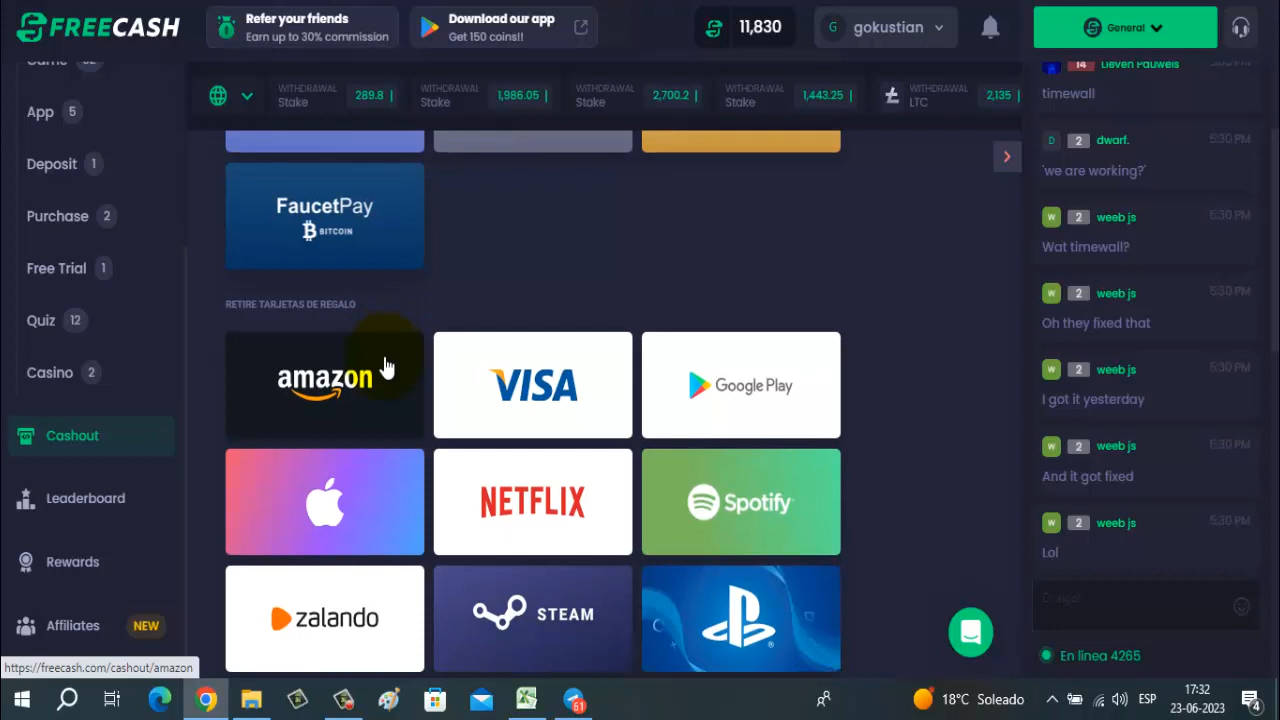 FREECASH
Refer your friends
Earn up to 30% commission
Download our app
Get 150 coins!!
11,830
G gokustian
General
Game 32
App 5
Deposit 1
Purchase 2
Free Trial 1
Quiz 12
Casino 2
Cashout
Leaderboard
Rewards
Affiliates NEW
WITHDRAWAL
Stake
289.8
WITHDRAWAL
Stake
1,986.05
WITHDRAWAL
Stake
2,700.2
WITHDRAWAL
Stake
1,443.25
WITHDRAWAL
LTC
2,135
FaucetPay
BITCOIN
RETIRE TARJETAS DE REGALO
amazon
VISA
Google Play
NETFLIX
Spotify
zalando
STEAM
14 Lieven Pauwels 5:30 PM
timewall
D 2 dwarf. 5:30 PM
'we are working?'
W 2 weeb js 5:30 PM
Wat timewall?
W 2 weeb js 5:30 PM
Oh they fixed that
W 2 weeb js 5:30 PM
I got it yesterday
W 2 weeb js 5:30 PM
And it got fixed
W 2 weeb js 5:30 PM
Lol
En línea 4265
https://freecash.com/cashout/amazon
61
18°C Soleado
ESP
17:32
23-06-2023
4